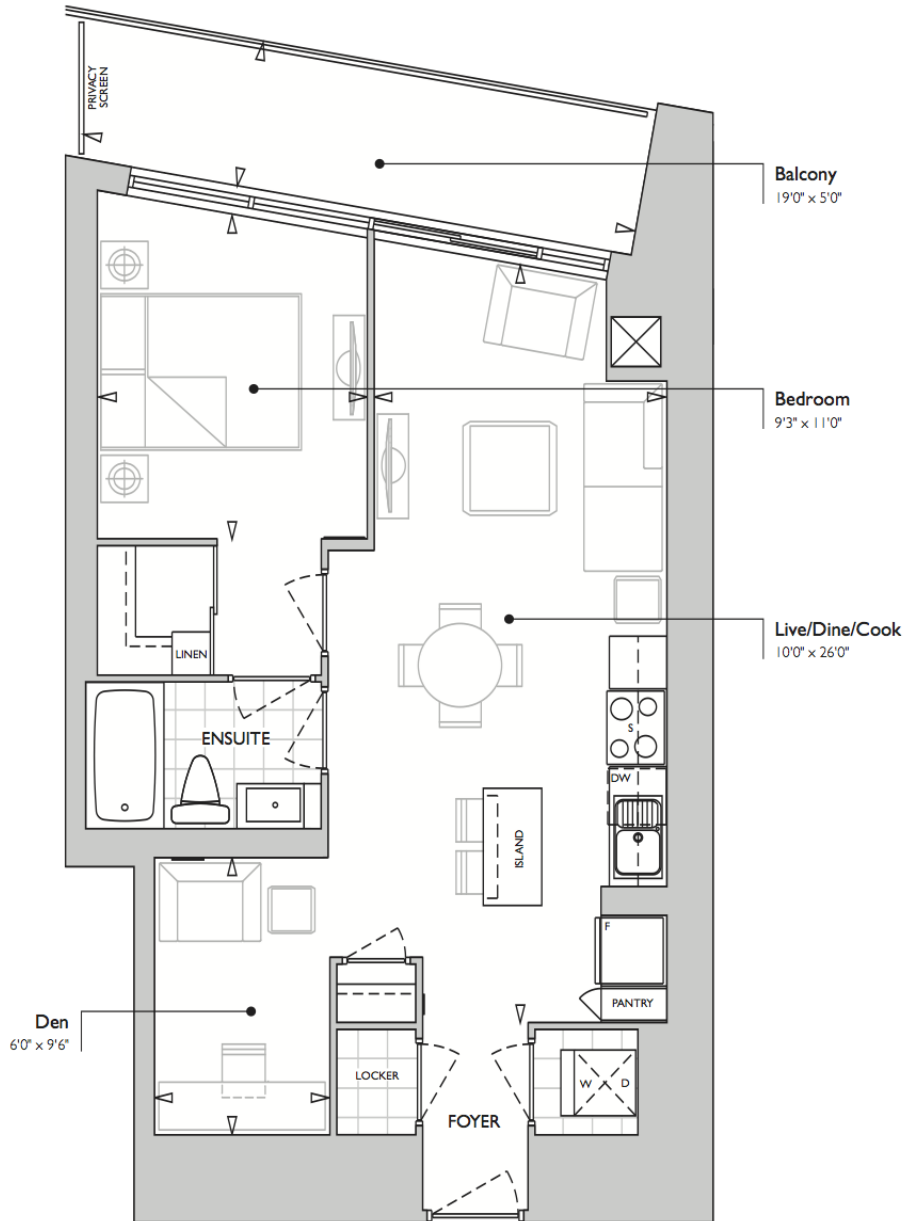 PRIVACY
SCREEN
Balcony
19'0" x 5'0"
Bedroom
9'3" x 11'0"
Live/Dine/Cook
10'0" x 26'0"
LINEN
ENSUITE
S
DW
ISLAND
F
PANTRY
Den
6'0" x 9'6"
LOCKER
W D
FOYER